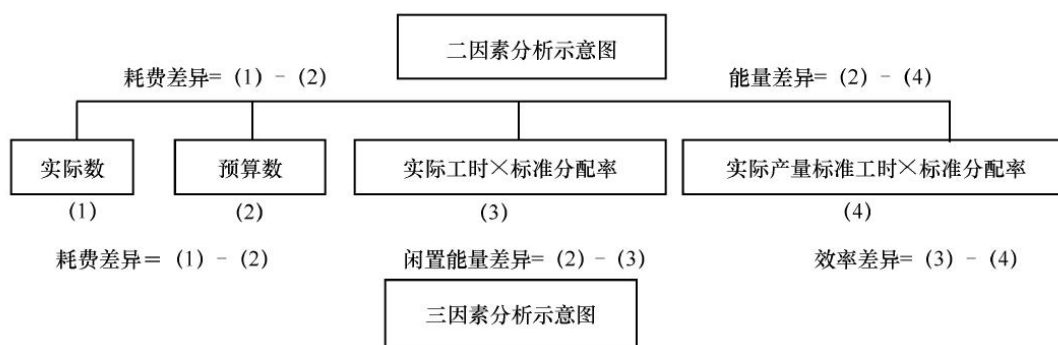 二因素分析示意图
耗费差异= (1) - (2)
能量差异= (2) - (4)
实际数
预算数
实际工时×标准分配率
实际产量标准工时×标准分配率
(1)
(2)
(3)
(4)
耗费差异= (1) - (2)
闲置能量差异= (2) - (3)
效率差异= (3) - (4)
三因素分析示意图